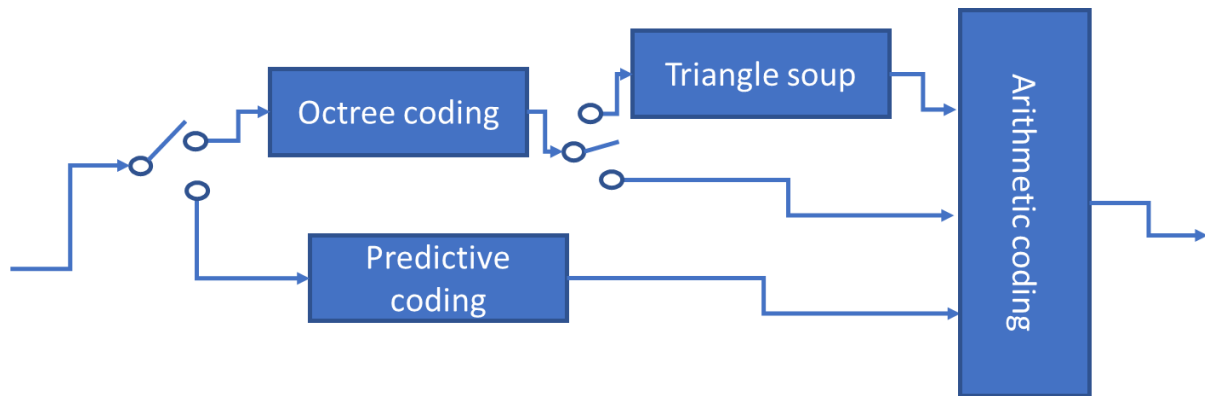 Triangle soup
Octree coding
Predictive
coding
Arithmetic coding